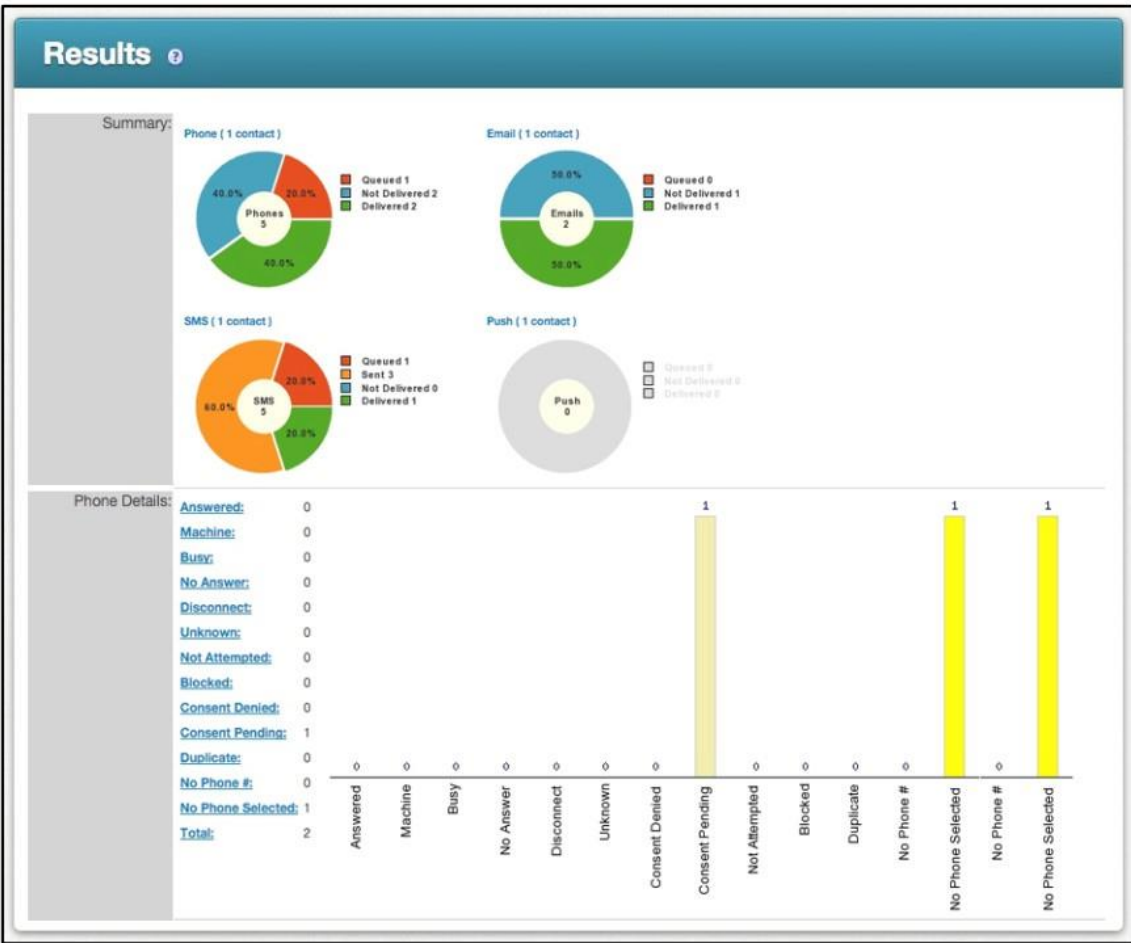 Results ?
Summary:
Phone ( 1 contact )
40.0%
20.0%
40.0%
Phones
5
Queued 1
Not Delivered 2
Delivered 2
Email ( 1 contact )
50.0%
50.0%
Emails
2
Queued 0
Not Delivered 1
Delivered 1
SMS ( 1 contact )
60.0%
20.0%
20.0%
SMS
5
Queued 1
Sent 3
Not Delivered 0
Delivered 1
Push ( 1 contact )
Push
0
Queued 0
Not Delivered 0
Delivered 0
Phone Details:
Answered: 0
Machine: 0
Busy: 0
No Answer: 0
Disconnect: 0
Unknown: 0
Not Attempted: 0
Blocked: 0
Consent Denied: 0
Consent Pending: 1
Duplicate: 0
No Phone #: 0
No Phone Selected: 1
Total: 2
0 0 0 0 0 0 0 1 0 0 0 0 1 0 1
Answered
Machine
Busy
No Answer
Disconnect
Unknown
Consent Denied
Consent Pending
Not Attempted
Blocked
Duplicate
No Phone #
No Phone Selected
No Phone #
No Phone Selected